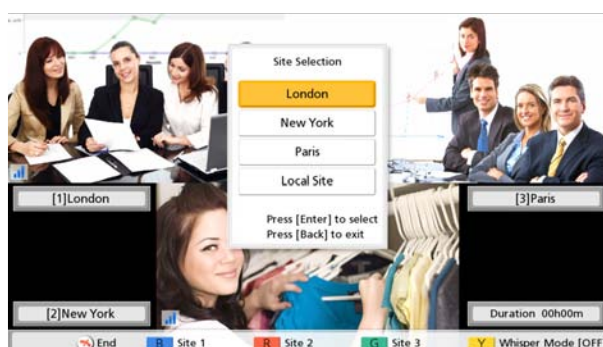 Site Selection
London
New York
Paris
Local Site
Press [Enter] to select
Press [Back] to exit
[1]London
[3]Paris
[2]New York
Duration 00h00m
End
B Site 1
R Site 2
G Site 3
Y Whisper Mode [OFF